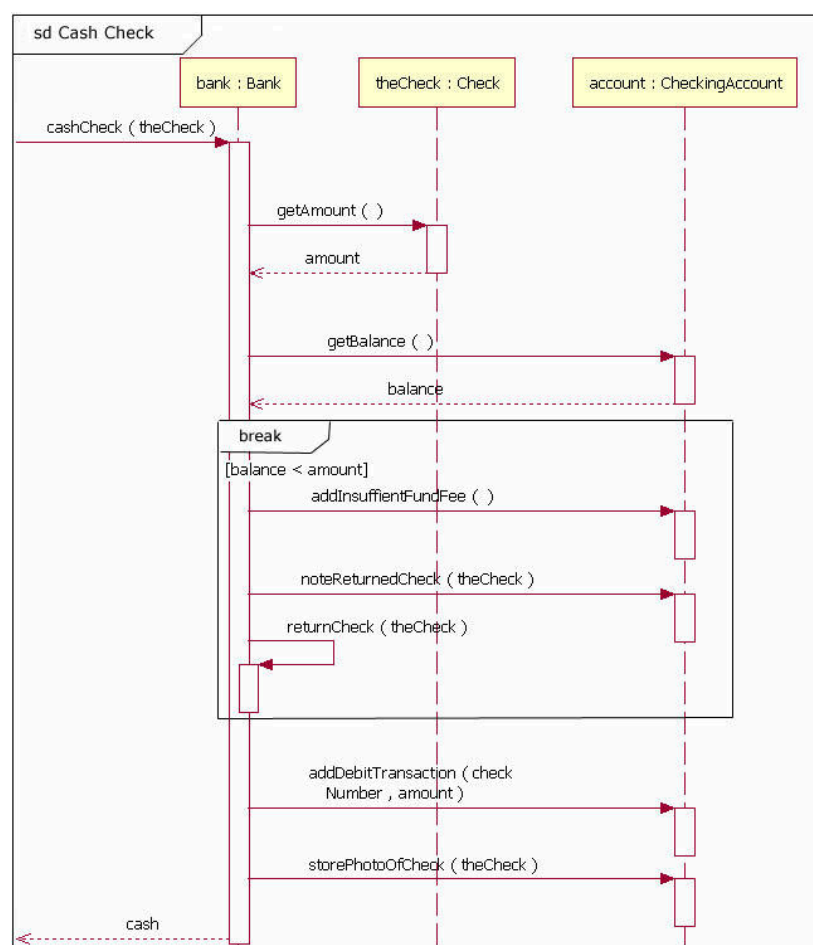 sd Cash Check
bank : Bank
theCheck : Check
account : CheckingAccount
cashCheck ( theCheck )
getAmount ( )
amount
getBalance ( )
balance
break
[balance < amount]
addInsuffientFundFee ( )
noteReturnedCheck ( theCheck )
returnCheck ( theCheck )
addDebitTransaction ( check
Number , amount )
storePhotoOfCheck ( theCheck )
cash